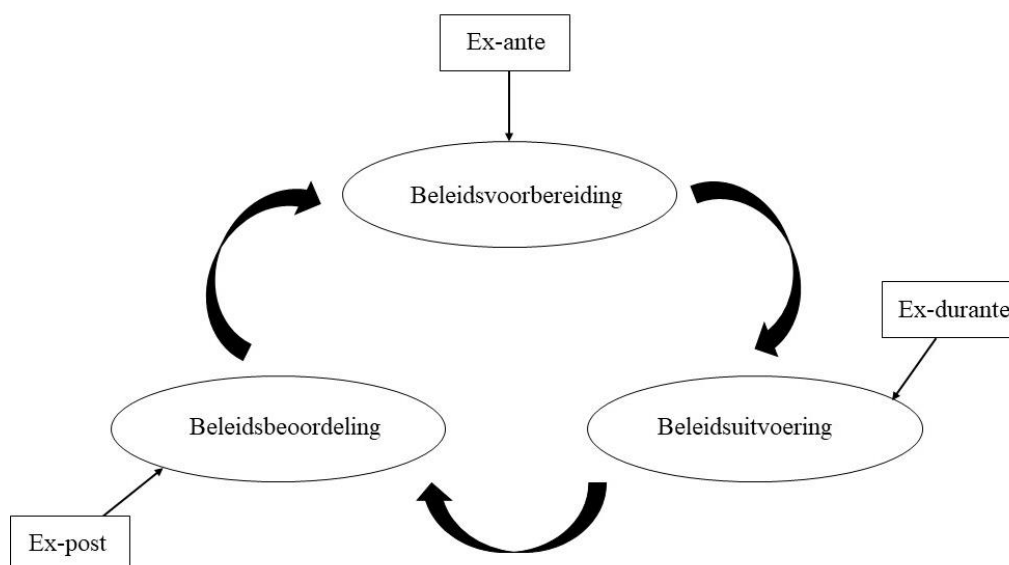 Ex-ante
Beleidsvoorbereiding
Ex-durante
Beleidsbeoordeling
Beleidsuitvoering
Ex-post